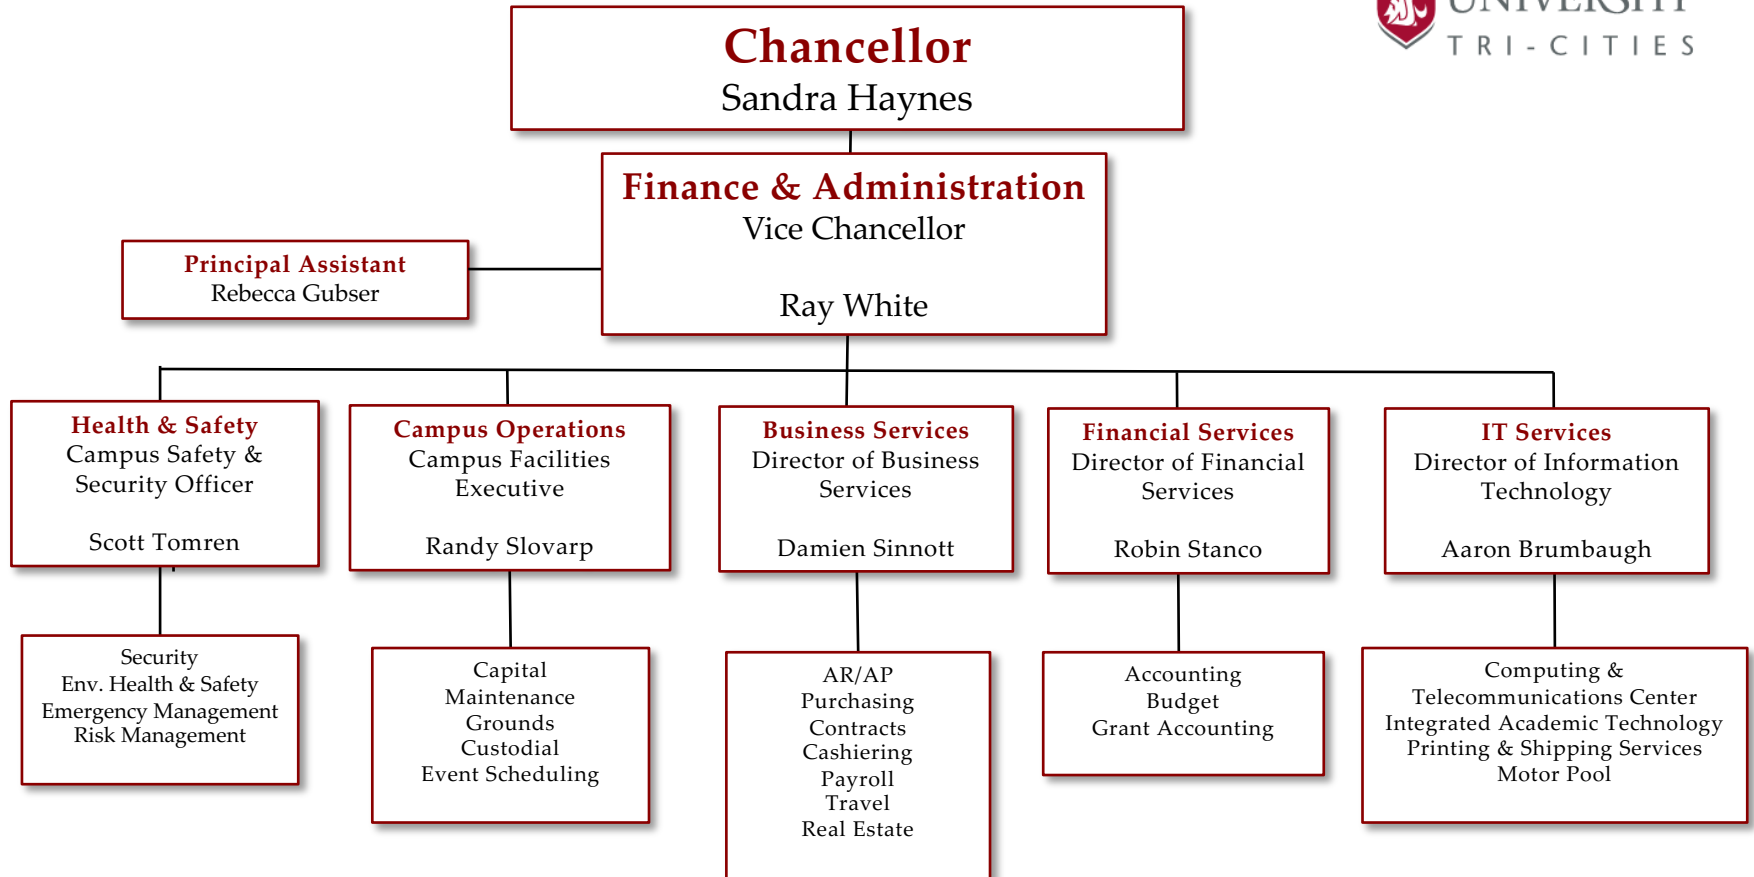 UNIVERSITY
TRI-CITIES
Chancellor
Sandra Haynes
Finance & Administration
Vice Chancellor
Ray White
Principal Assistant
Rebecca Gubser
Health & Safety
Campus Safety &
Security Officer
Scott Tomren
Campus Operations
Campus Facilities
Executive
Randy Slovarp
Business Services
Director of Business
Services
Damien Sinnott
Financial Services
Director of Financial
Services
Robin Stanco
IT Services
Director of Information
Technology
Aaron Brumbaugh
Security
Env. Health & Safety
Emergency Management
Risk Management
Capital
Maintenance
Grounds
Custodial
Event Scheduling
AR/AP
Purchasing
Contracts
Cashiering
Payroll
Travel
Real Estate
Accounting
Budget
Grant Accounting
Computing &
Telecommunications Center
Integrated Academic Technology
Printing & Shipping Services
Motor Pool